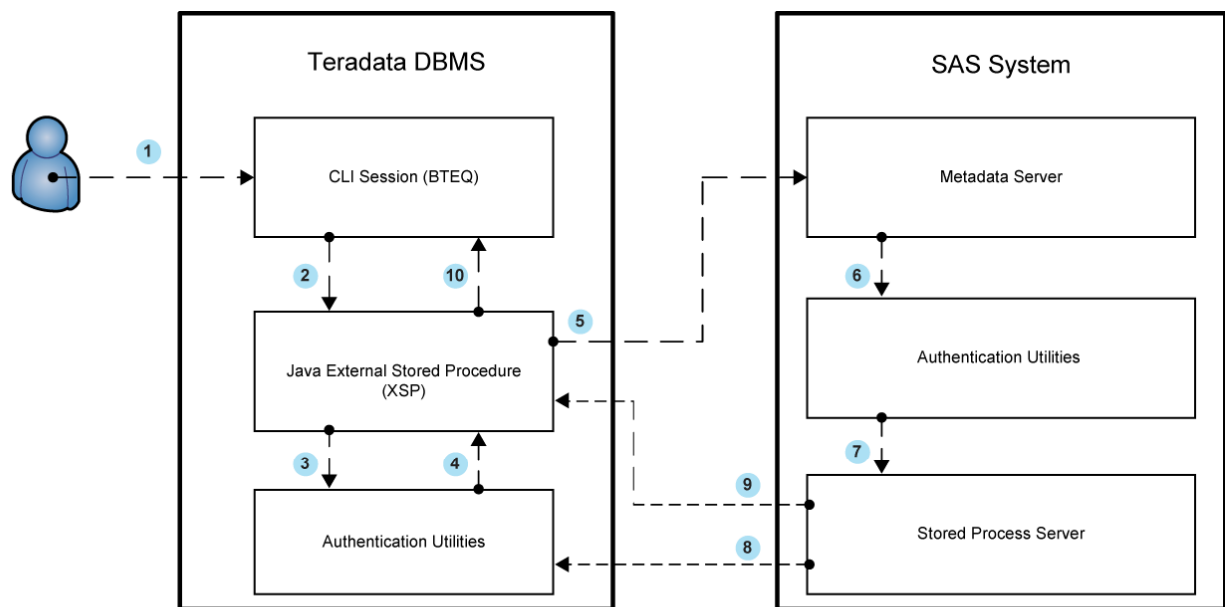 Teradata DBMS
SAS System
1
CLI Session (BTEQ)
Metadata Server
2
10
6
5
Java External Stored Procedure
(XSP)
Authentication Utilities
3
4
7
9
Authentication Utilities
Stored Process Server
8